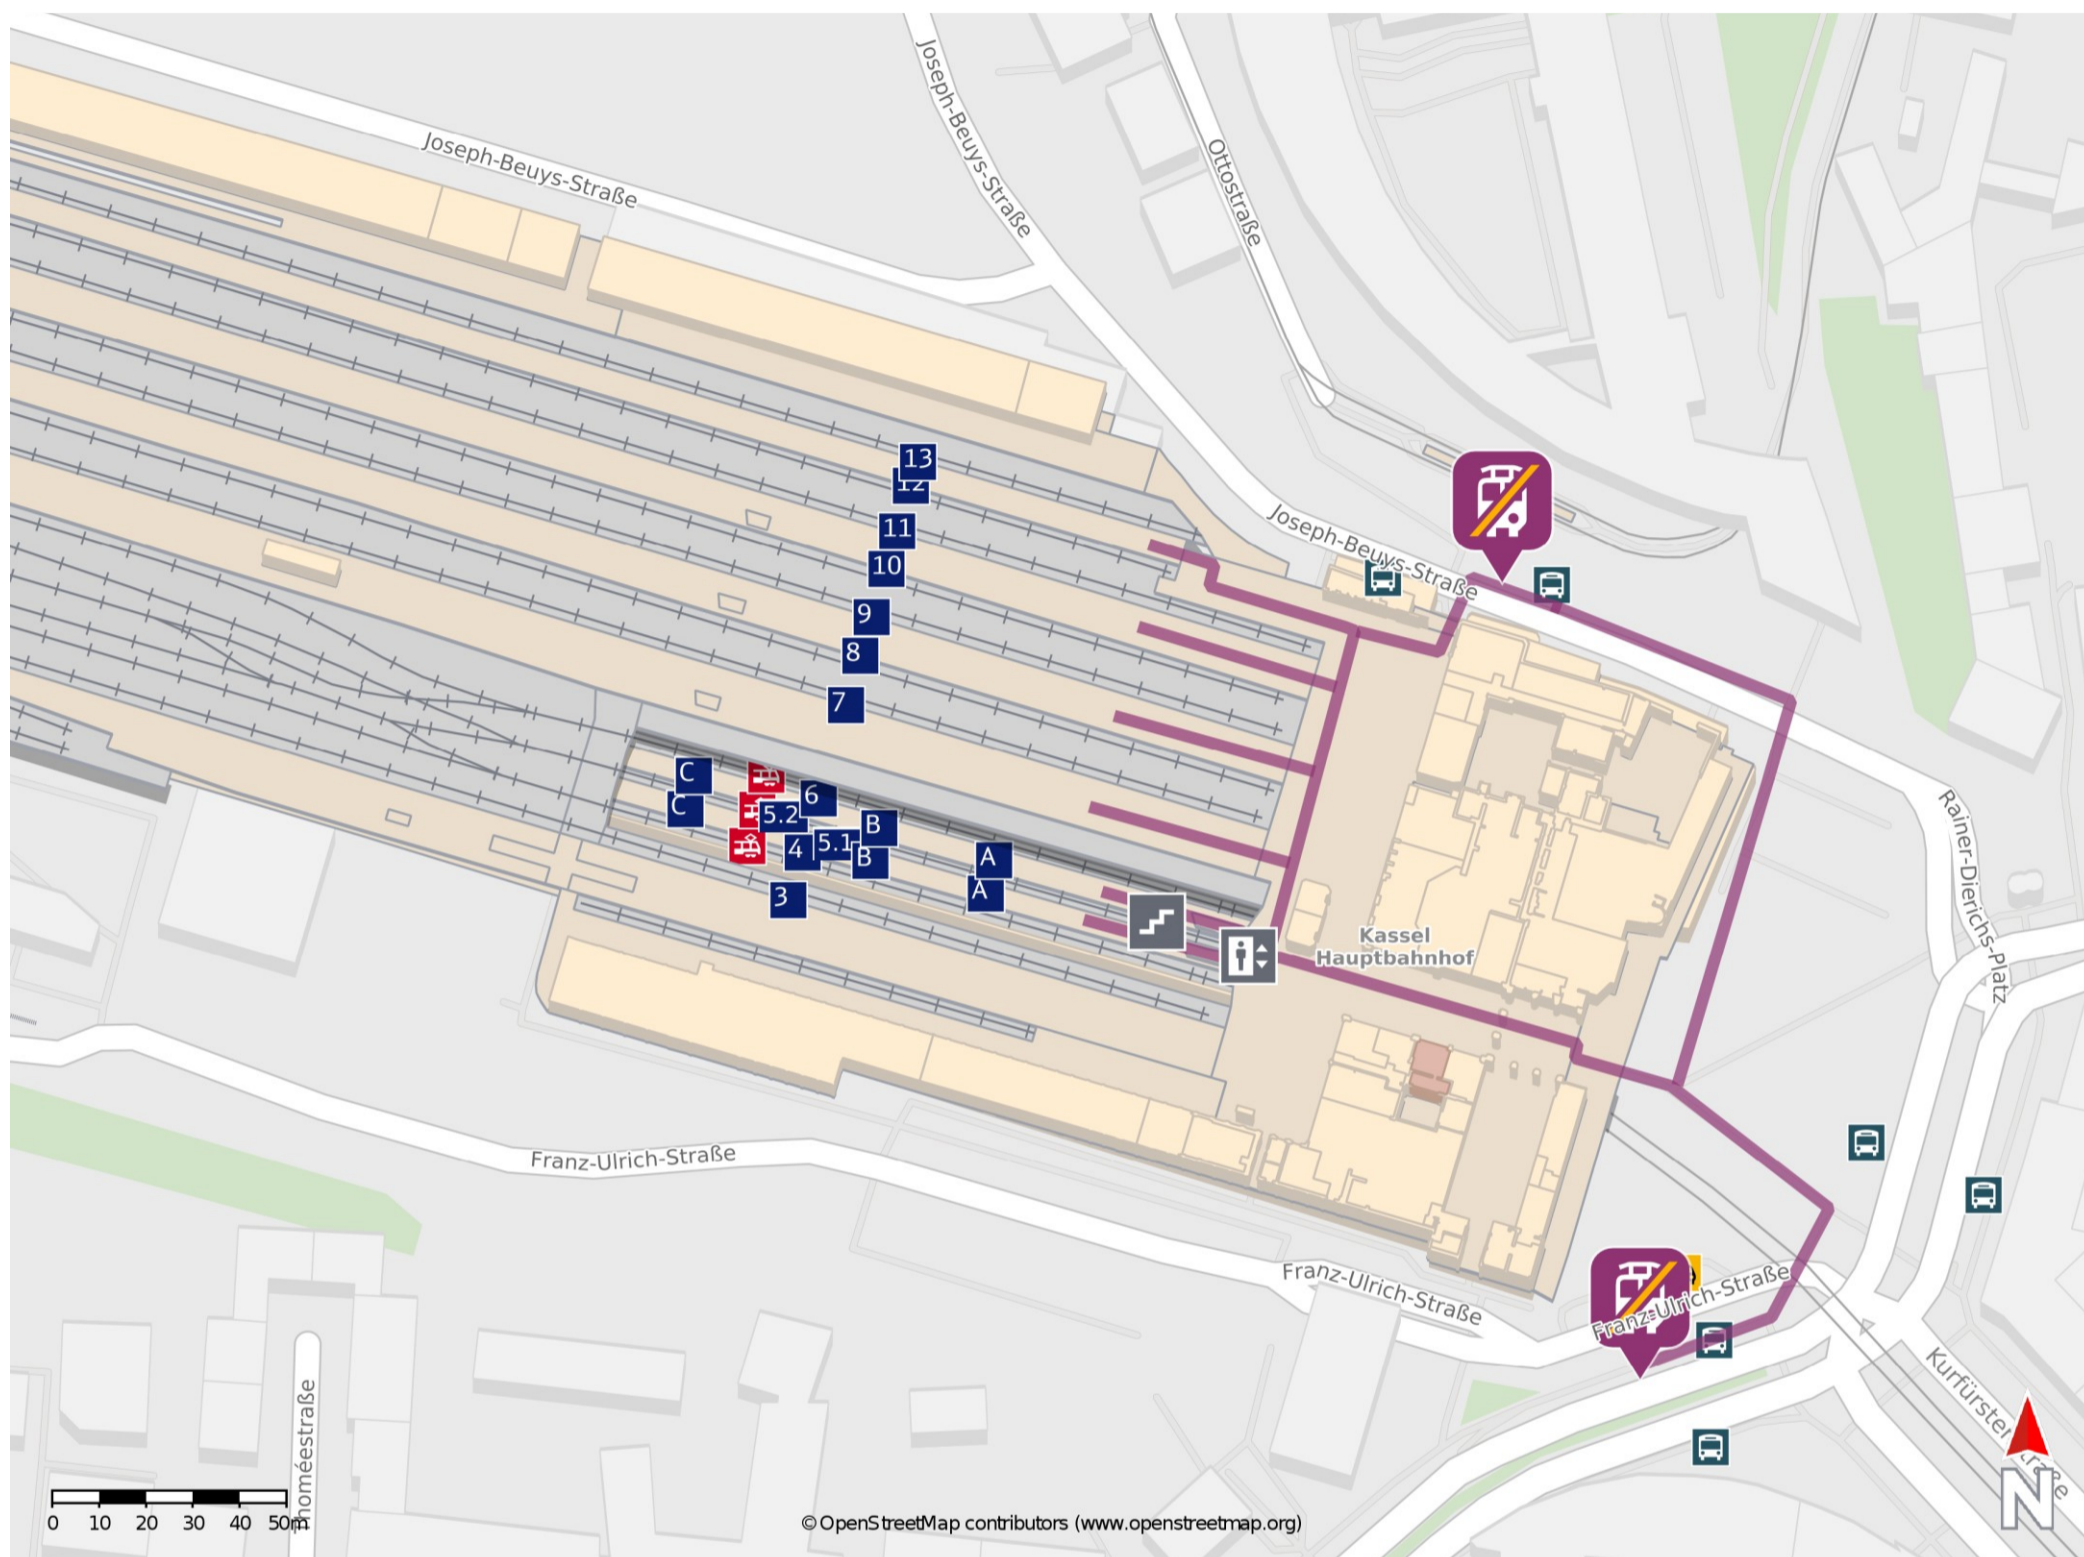 Joseph-Beuys-Straße
Joseph-Beuys-Straße
Ottostraße
13
12
11
10
9
8
7
Joseph-Beuys-Straße
C
C
6
5.2
B
5.1
4
B
A
A
3
Kassel
Hauptbahnhof
Rainer-Dierichs-Platz
Franz-Ulrich-Straße
Franz-Ulrich-Straße
Franz-Ulrich-Straße
Thoméestraße
N
0 10 20 30 40 50m
© OpenStreetMap contributors (www.openstreetmap.org)